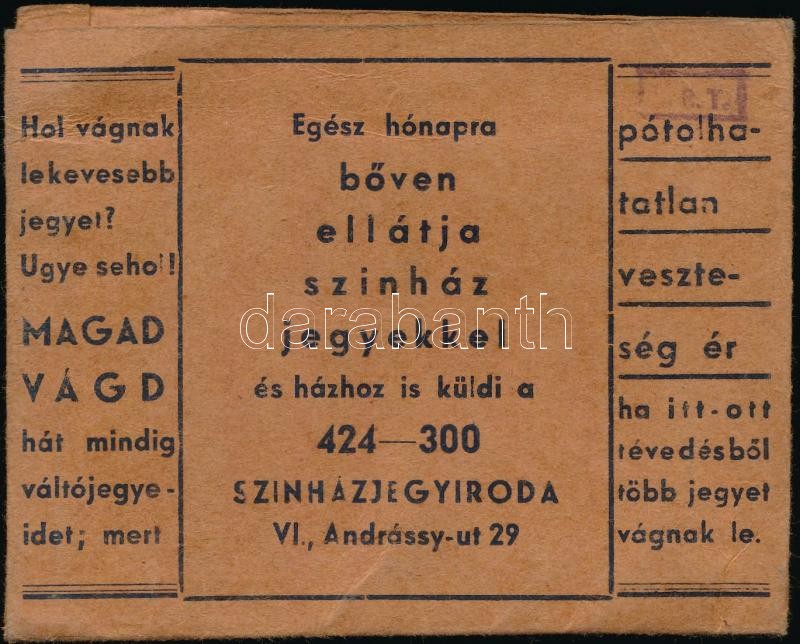 Hol vágnak
lekevesebb
jegyet?
Ugye sehol!
MAGAD
VÁGD
hát mindig
váltójegye-
idet; mert
Egész hónapra
bőven
ellátja
szinház
jegyekkel
és házhoz is küldi a
424—300
SZINHÁZJEGYIRODA
VI., Andrássy-ut 29
pótolha-
tatlan
veszte-
ség ér
ha itt-ott
tévedésből
több jegyet
vágnak le.
darabanth